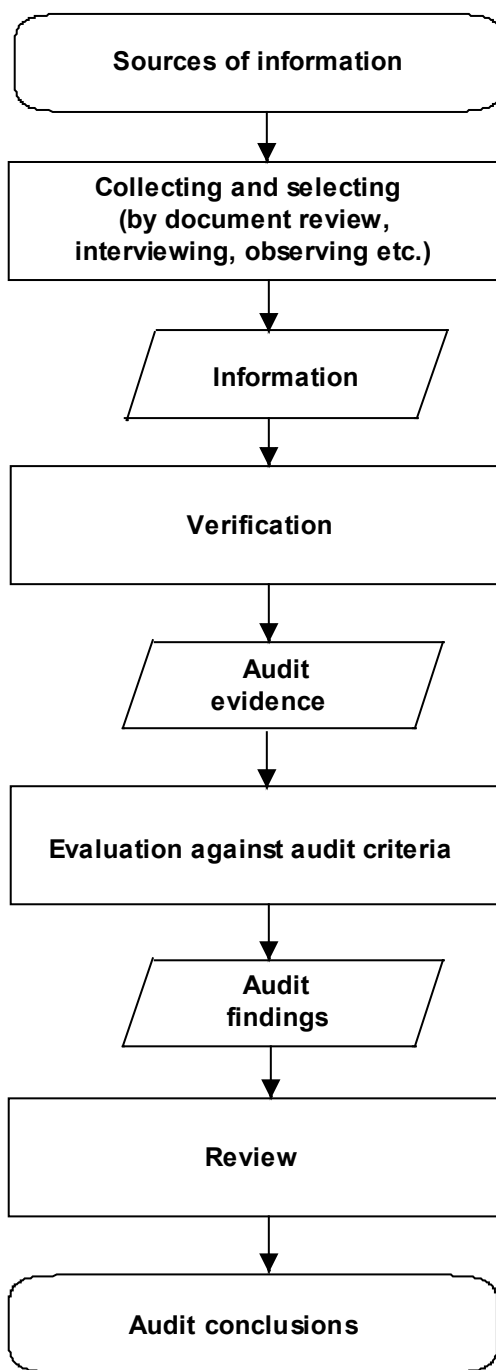 Sources of information
Collecting and selecting
(by document review,
interviewing, observing etc.)
Information
Verification
Audit
evidence
Evaluation against audit criteria
Audit
findings
Review
Audit conclusions